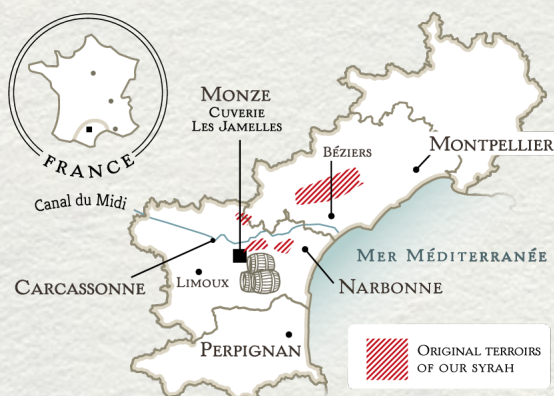 FRANCE
Monze
Cuverie
Les Jamelles
Béziers
Montpellier
Canal du Midi
Mer Méditerranée
Carcassonne
Limoux
Narbonne
Perpignan
Original terroirs
of our syrah